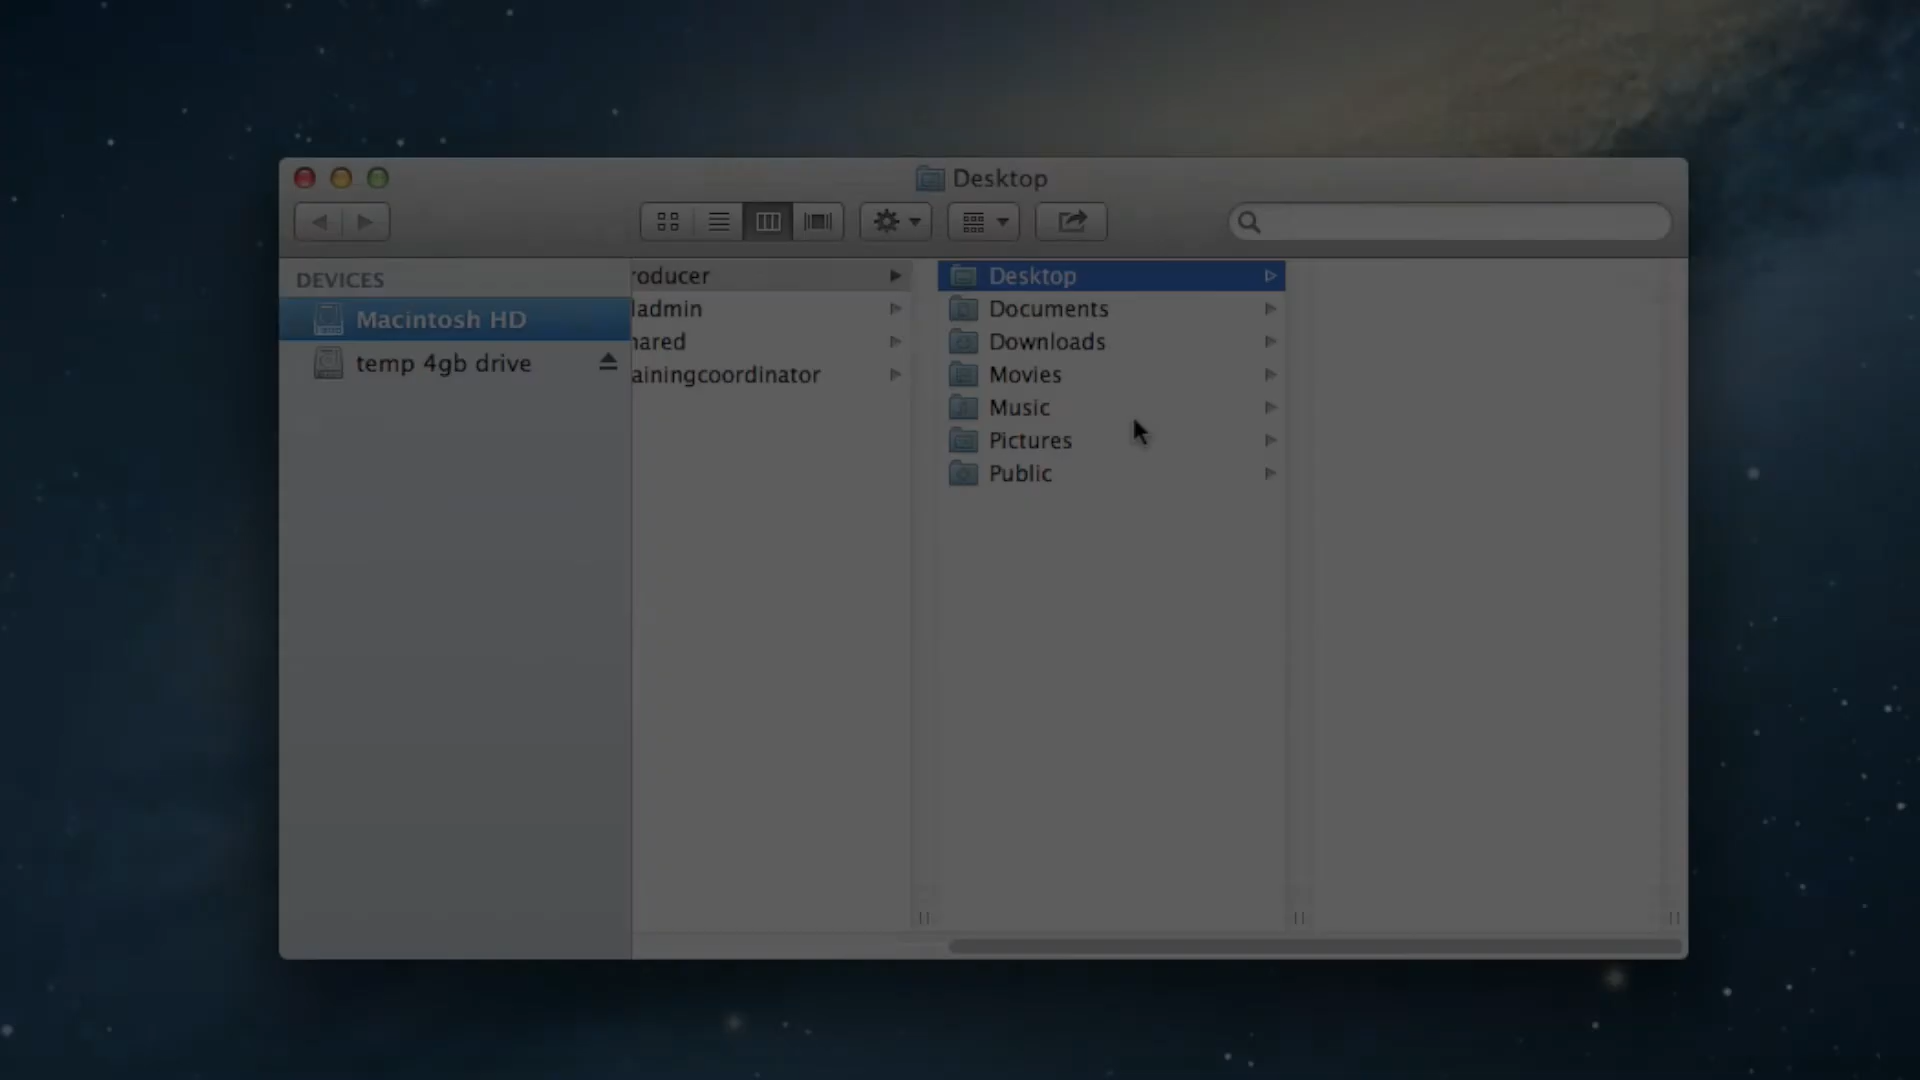 Desktop
DEVICES
Macintosh HD
temp 4gb drive
roducer
ladmin
hared
ainingcoordinator
Desktop
Documents
Downloads
Movies
Music
Pictures
Public